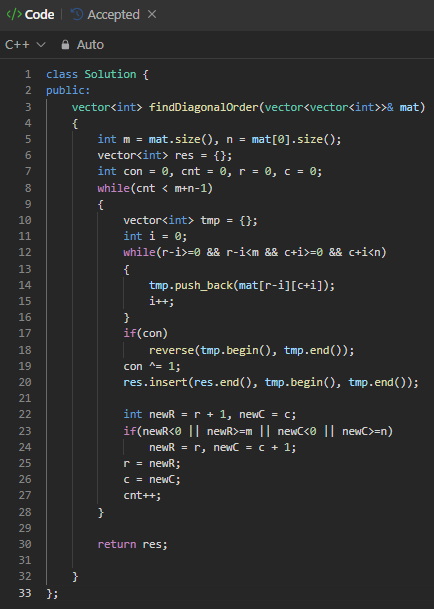 </> Code | Accepted ×
C++ Auto
1 class Solution {
2 public:
3     vector<int> findDiagonalOrder(vector<vector<int>>& mat)
4     {
5         int m = mat.size(), n = mat[0].size();
6         vector<int> res = {};
7         int con = 0, cnt = 0, r = 0, c = 0;
8         while(cnt < m+n-1)
9         {
10             vector<int> tmp = {};
11             int i = 0;
12             while(r-i>=0 && r-i<m && c+i>=0 && c+i<n)
13             {
14                 tmp.push_back(mat[r-i][c+i]);
15                 i++;
16             }
17             if(con)
18                 reverse(tmp.begin(), tmp.end());
19             con ^= 1;
20             res.insert(res.end(), tmp.begin(), tmp.end());
21
22             int newR = r + 1, newC = c;
23             if(newR<0 || newR>=m || newC<0 || newC>=n)
24                 newR = r, newC = c + 1;
25             r = newR;
26             c = newC;
27             cnt++;
28         }
29
30         return res;
31
32     }
33 };